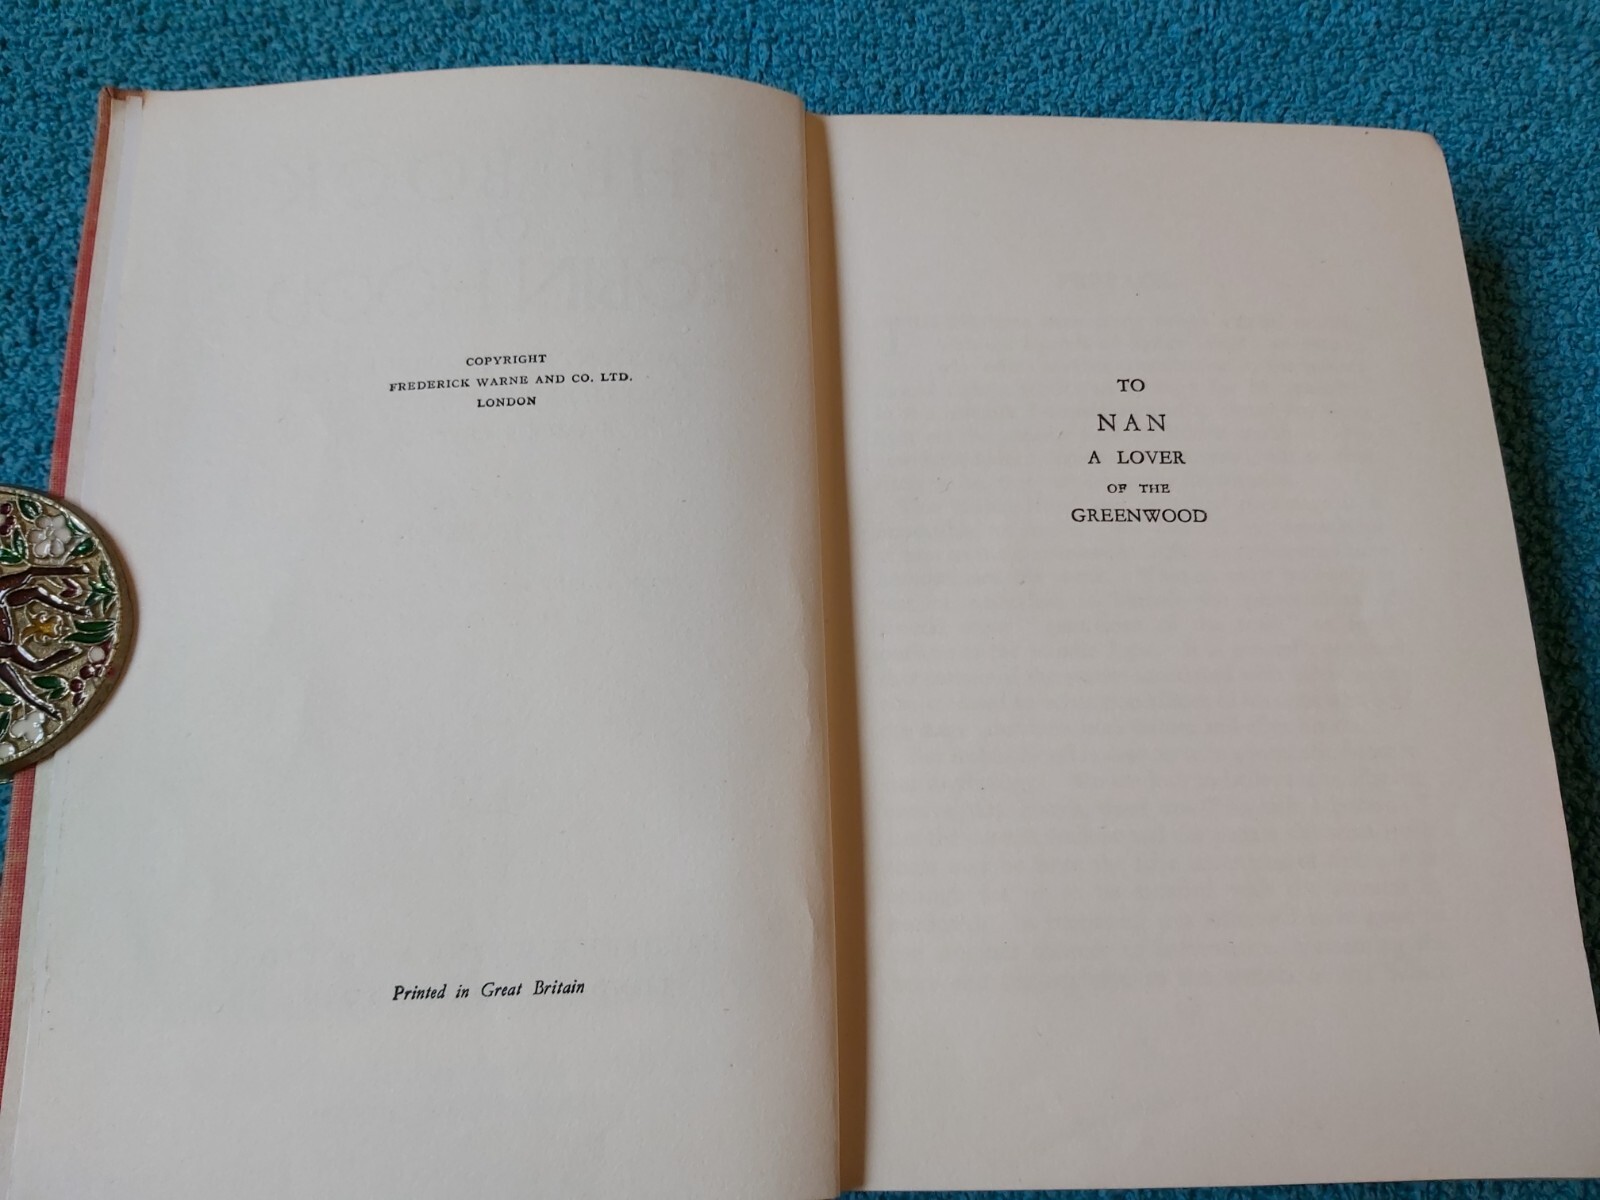 COPYRIGHT
FREDERICK WARNE AND CO. LTD.
LONDON
Printed in Great Britain
TO
NAN
A LOVER
OF THE
GREENWOOD